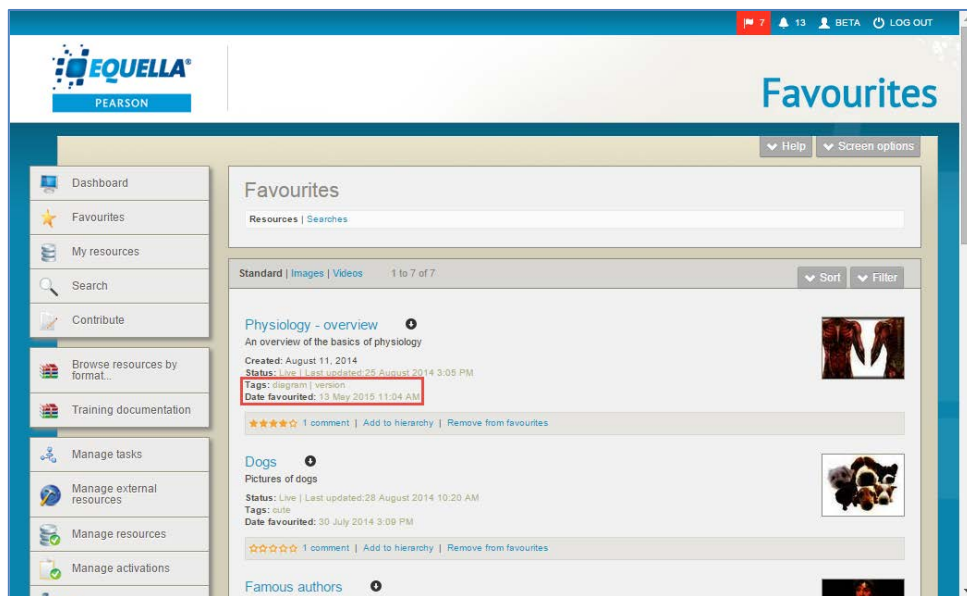 7 13 BETA LOG OUT
EQUELLA®
PEARSON
Favourites
Help Screen options
Dashboard
Favourites
My resources
Search
Contribute
Browse resources by
format...
Training documentation
Manage tasks
Manage external
resources
Manage resources
Manage activations
Favourites
Resources | Searches
Standard | Images | Videos 1 to 7 of 7
Sort Filter
Physiology - overview
An overview of the basics of physiology
Created: August 11, 2014
Status: Live | Last updated:25 August 2014 3:05 PM
Tags: diagram | version
Date favourited: 13 May 2015 11:04 AM
1 comment | Add to hierarchy | Remove from favourites
Dogs
Pictures of dogs
Status: Live | Last updated:28 August 2014 10:20 AM
Tags: cute
Date favourited: 30 July 2014 3:09 PM
1 comment | Add to hierarchy | Remove from favourites
Famous authors